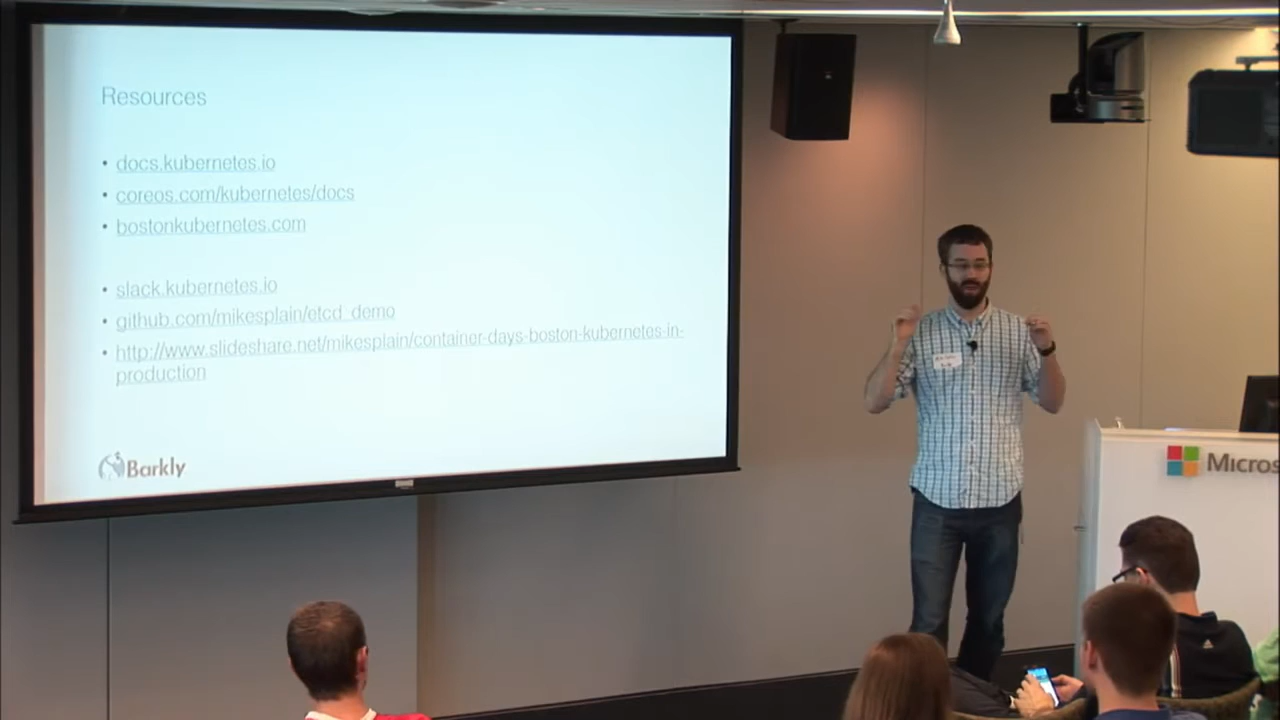 Resources
• docs.kubernetes.io
• coreos.com/kubernetes/docs
• bostonkubernetes.com
• slack.kubernetes.io
• github.com/mikesplain/etcd_demo
• http://www.slideshare.net/mikesplain/container-days-boston-kubernetes-in-
production
Barkly
Micros